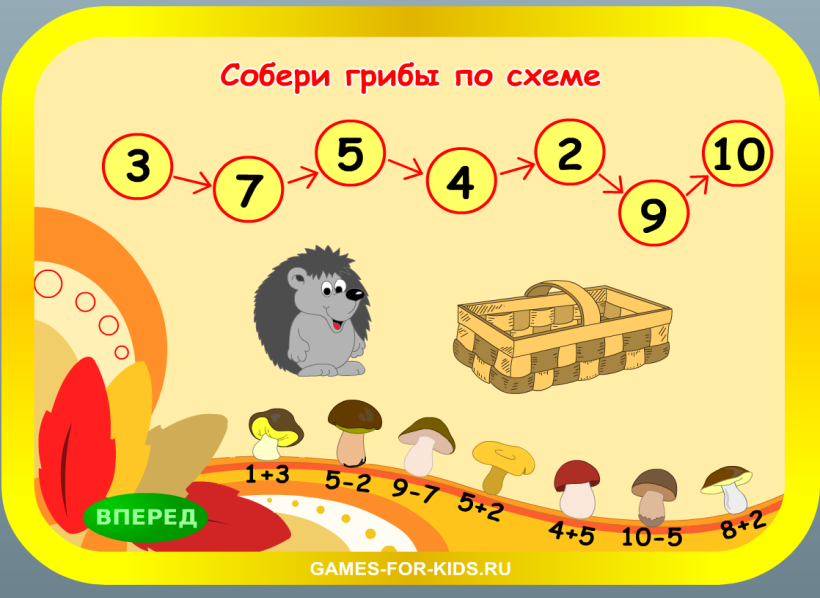 Собери грибы по схеме
3 7 5 4 2 9 10
1+3 5-2 9-7 5+2 4+5 10-5 8+2
ВПЕРЕД
GAMES-FOR-KIDS.RU